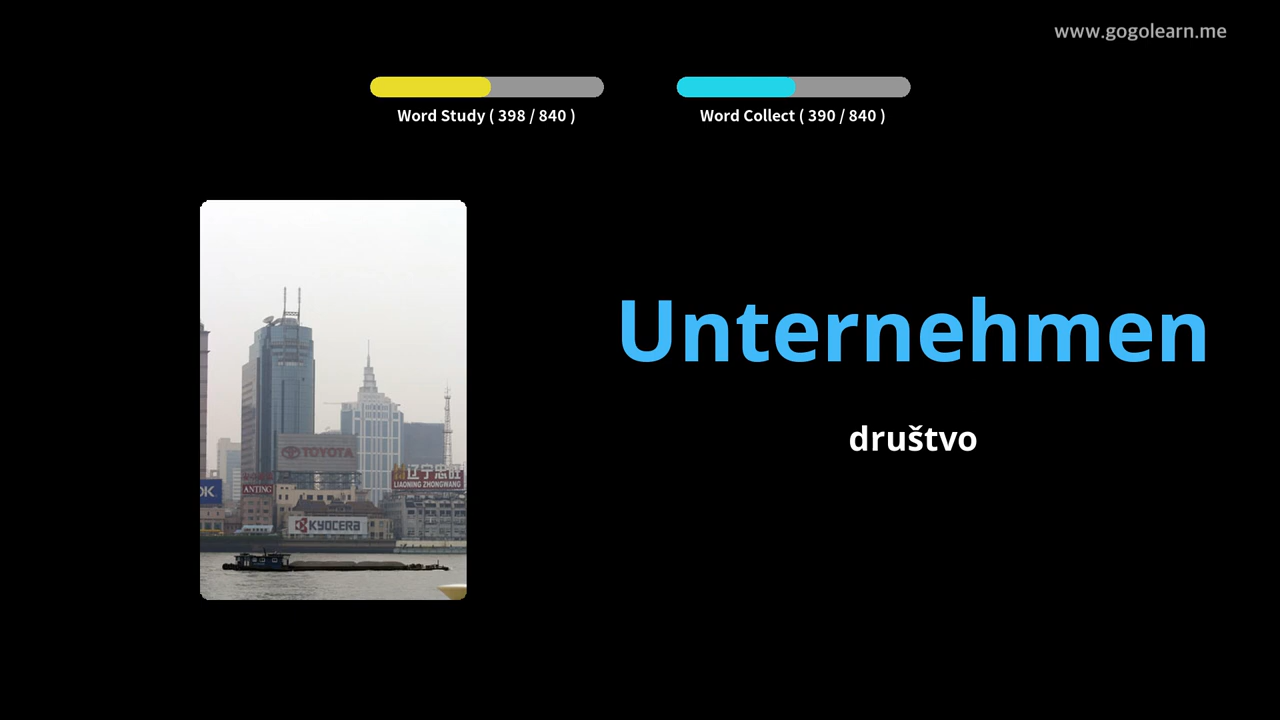 www.gogolearn.me
Word Study ( 398 / 840 )
Word Collect ( 390 / 840 )
Unternehmen
društvo
TOYOTA
辽宁忠旺
LIAONING ZHONGWANG
OK
ANTING
KYOCERA